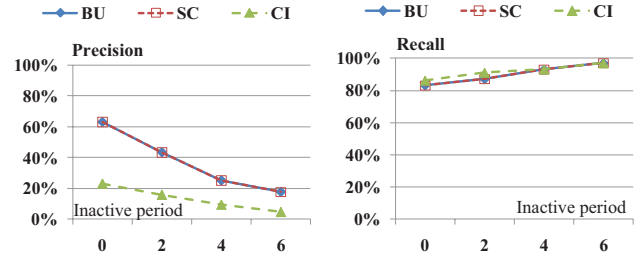 BU SC CI
Precision
100%
80%
60%
40%
20%
0%
Inactive period
0 2 4 6
BU SC CI
Recall
100%
80%
60%
40%
20%
0%
Inactive period
0 2 4 6